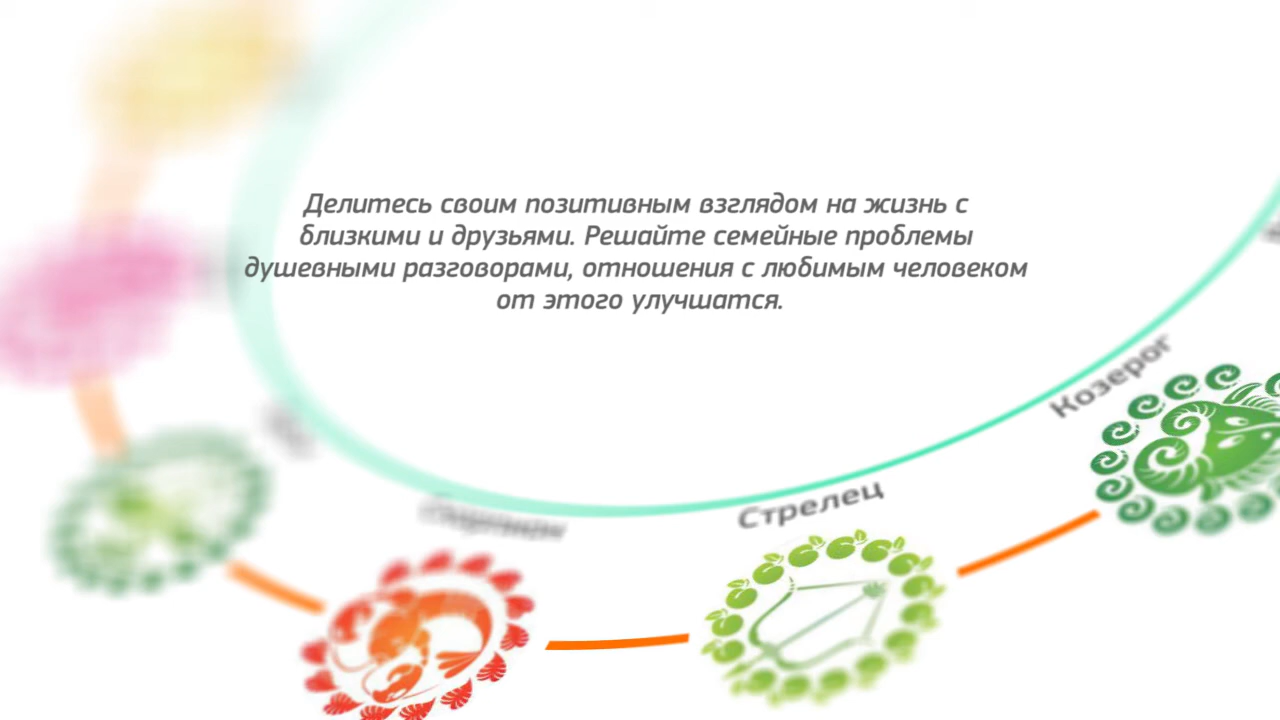 Делитесь своим позитивным взглядом на жизнь с
близкими и друзьями. Решайте семейные проблемы
душевными разговорами, отношения с любимым человеком
от этого улучшатся.
Козерог
Стрелец
Скорпион